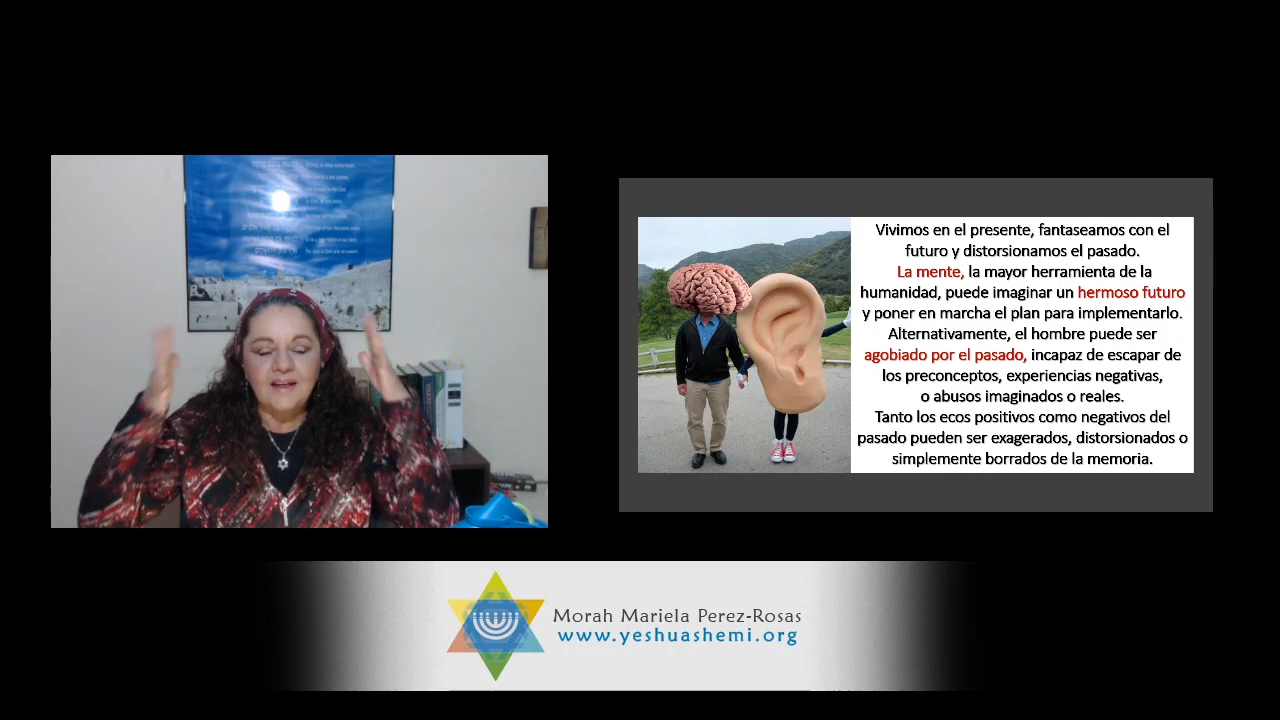 Vivimos en el presente, fantaseamos con el
futuro y distorsionamos el pasado.
La mente, la mayor herramienta de la
humanidad, puede imaginar un hermoso futuro
y poner en marcha el plan para implementarlo.
Alternativamente, el hombre puede ser
agobiado por el pasado, incapaz de escapar de
los preconceptos, experiencias negativas,
o abusos imaginados o reales.
Tanto los ecos positivos como negativos del
pasado pueden ser exagerados, distorsionados o
simplemente borrados de la memoria.
Morah Mariela Perez-Rosas
www.yeshuashemi.org